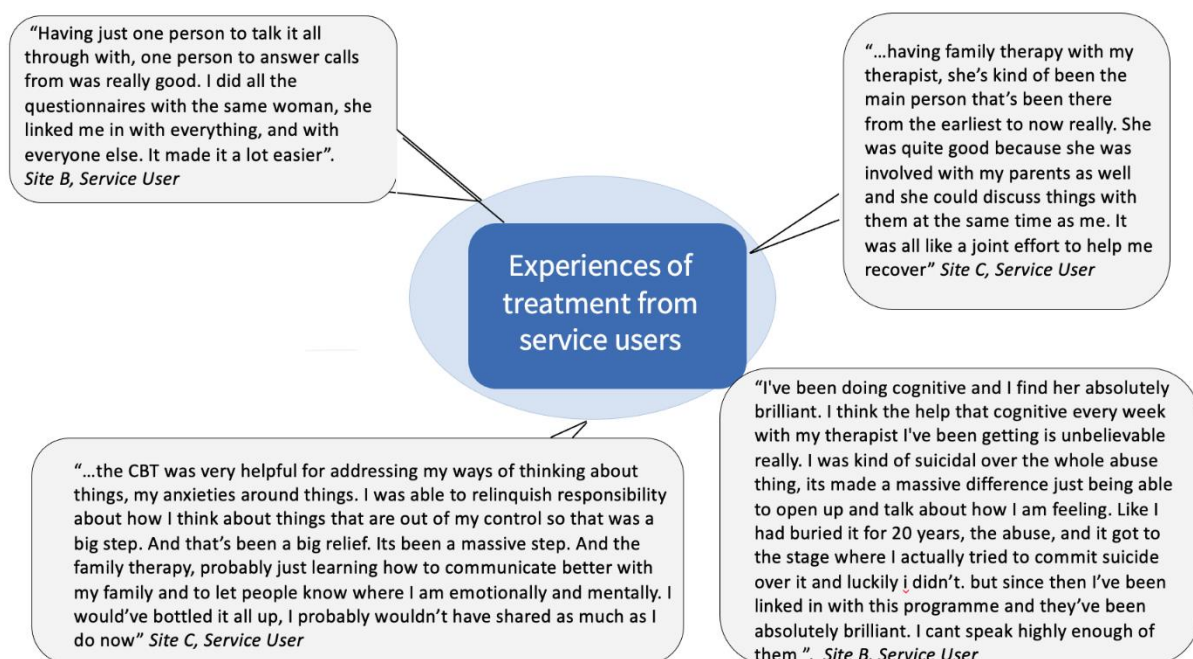 “Having just one person to talk it all
through with, one person to answer calls
from was really good. I did all the
questionnaires with the same woman, she
linked me in with everything, and with
everyone else. It made it a lot easier”.
Site B, Service User
“...having family therapy with my
therapist, she’s kind of been the
main person that’s been there
from the earliest to now really. She
was quite good because she was
involved with my parents as well
and she could discuss things with
them at the same time as me. It
was all like a joint effort to help me
recover” Site C, Service User
Experiences of
treatment from
service users
“...the CBT was very helpful for addressing my ways of thinking about
things, my anxieties around things. I was able to relinquish responsibility
about how I think about things that are out of my control so that was a
big step. And that’s been a big relief. Its been a massive step. And the
family therapy, probably just learning how to communicate better with
my family and to let people know where I am emotionally and mentally. I
would’ve bottled it all up, I probably wouldn’t have shared as much as I
do now” Site C, Service User
“I've been doing cognitive and I find her absolutely
brilliant. I think the help that cognitive every week
with my therapist I've been getting is unbelievable
really. I was kind of suicidal over the whole abuse
thing, its made a massive difference just being able
to open up and talk about how I am feeling. Like I
had buried it for 20 years, the abuse, and it got to
the stage where I actually tried to commit suicide
over it and luckily i didn’t. but since then I’ve been
linked in with this programme and they’ve been
absolutely brilliant. I cant speak highly enough of
them ”. Site B, Service User